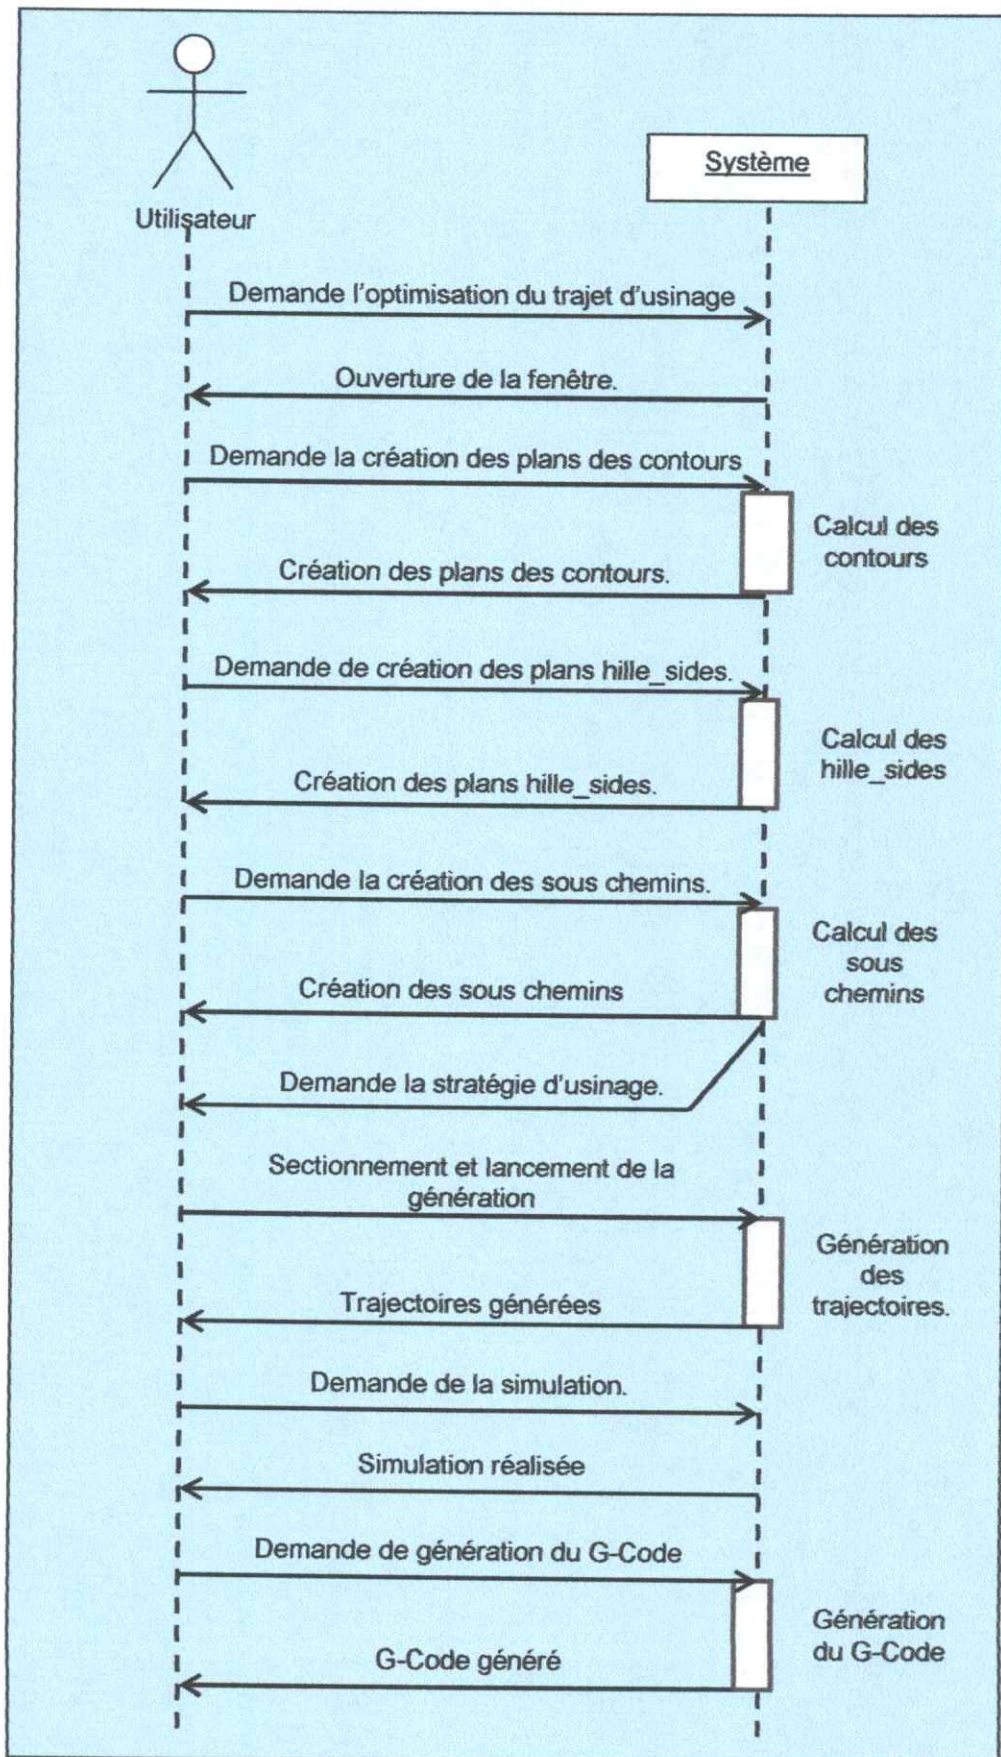 Système
Utilisateur
Demande l'optimisation du trajet d'usinage
Ouverture de la fenêtre.
Demande la création des plans des contours
Calcul des
contours
Création des plans des contours.
Demande de création des plans hille_sides.
Calcul des
hille_sides
Création des plans hille_sides.
Demande la création des sous chemins.
Calcul des
sous
chemins
Création des sous chemins
Demande la stratégie d'usinage.
Sectionnement et lancement de la
génération
Génération
des
trajectoires.
Trajectoires générées
Demande de la simulation.
Simulation réalisée
Demande de génération du G-Code
Génération
du G-Code
G-Code généré